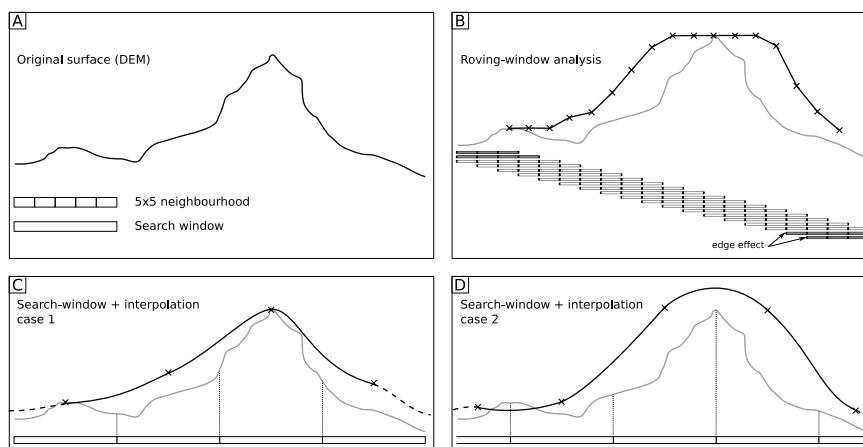 A
Original surface (DEM)
5x5 neighbourhood
Search window
B
Roving-window analysis
edge effect
C
Search-window + interpolation
case 1
D
Search-window + interpolation
case 2